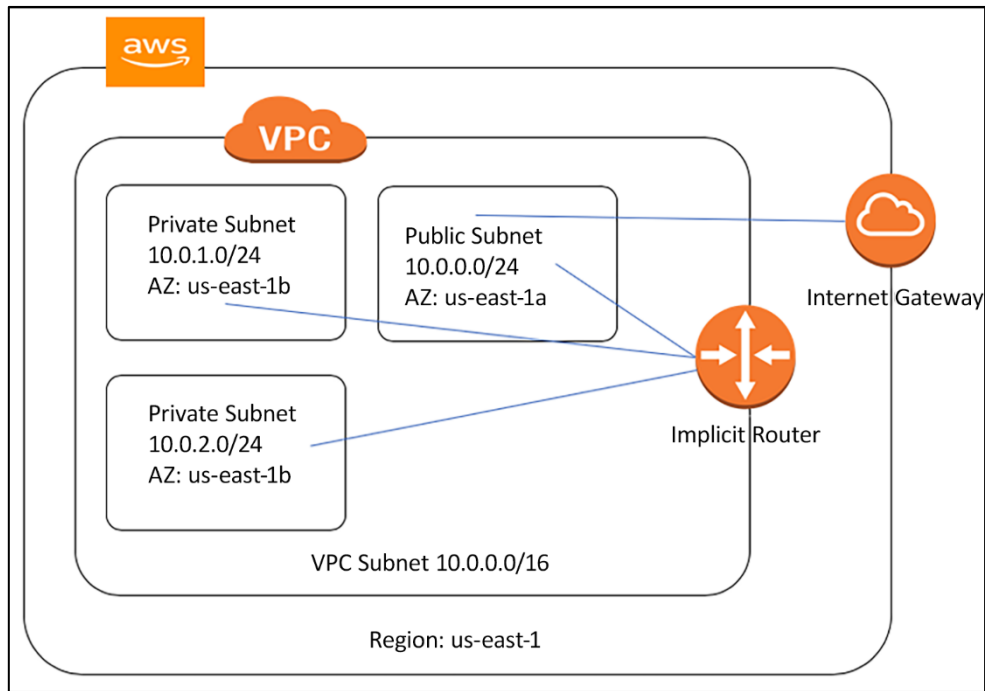 aws
VPC
Private Subnet
10.0.1.0/24
AZ: us-east-1b
Public Subnet
10.0.0.0/24
AZ: us-east-1a
Internet Gateway
Private Subnet
10.0.2.0/24
AZ: us-east-1b
Implicit Router
VPC Subnet 10.0.0.0/16
Region: us-east-1